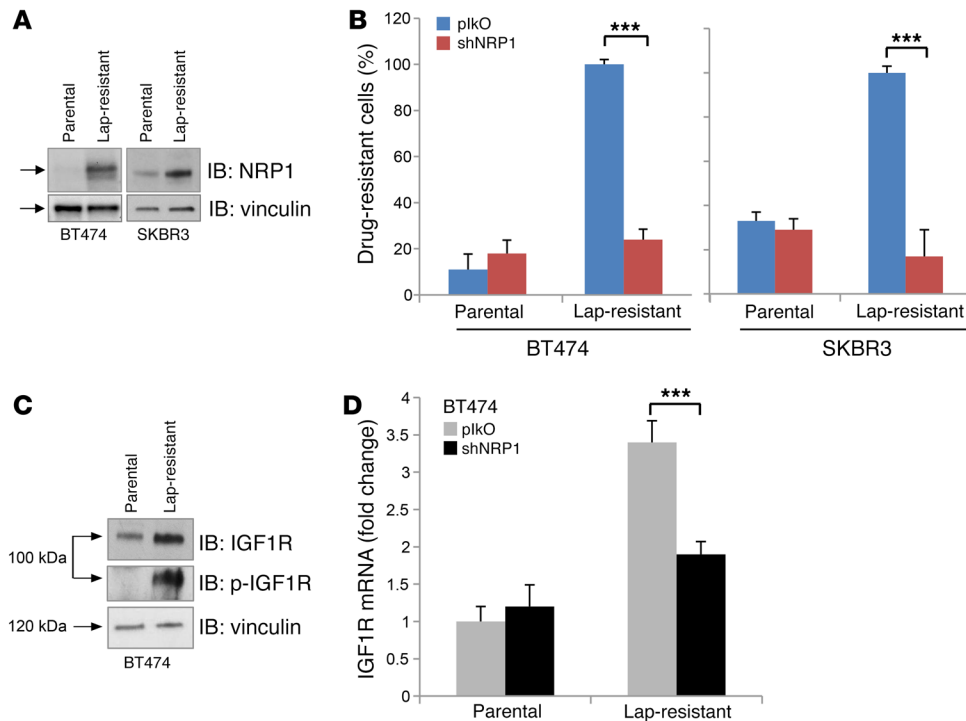 A
Parental
Lap-resistant
Parental
Lap-resistant
IB: NRP1
IB: vinculin
BT474
SKBR3
B
plkO
shNRP1
Drug-resistant cells (%)
120
100
80
60
40
20
0
***
***
Parental
Lap-resistant
Parental
Lap-resistant
BT474
SKBR3
C
Parental
Lap-resistant
100 kDa
IB: IGF1R
IB: p-IGF1R
120 kDa
IB: vinculin
BT474
D
BT474
plkO
shNRP1
IGF1R mRNA (fold change)
4
3.5
3
2.5
2
1.5
1
0.5
0
***
Parental
Lap-resistant